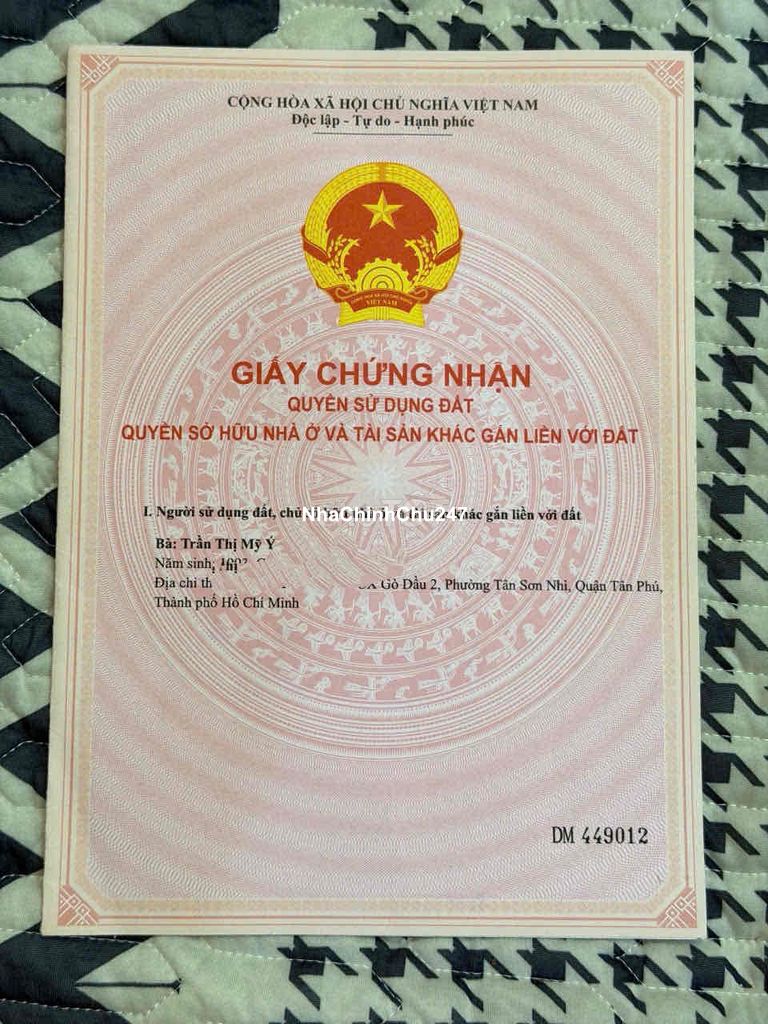 CỘNG HÒA XÃ HỘI CHỦ NGHĨA VIỆT NAM
Độc lập - Tự do - Hạnh phúc
VIỆT NAM
GIẤY CHỨNG NHẬN
QUYỀN SỬ DỤNG ĐẤT
QUYỀN SỞ HỮU NHÀ Ở VÀ TÀI SẢN KHÁC GẮN LIỀN VỚI ĐẤT
I. Người sử dụng đất, chủ khác gắn liền với đất
NhaChinhChu24
Bà: Trần Thị Mỹ Ý
Năm sinh:
Địa chỉ th Gò Dầu 2, Phường Tân Sơn Nhì, Quận Tân Phú,
Thành phố Hồ Chí Minh
DM 449012